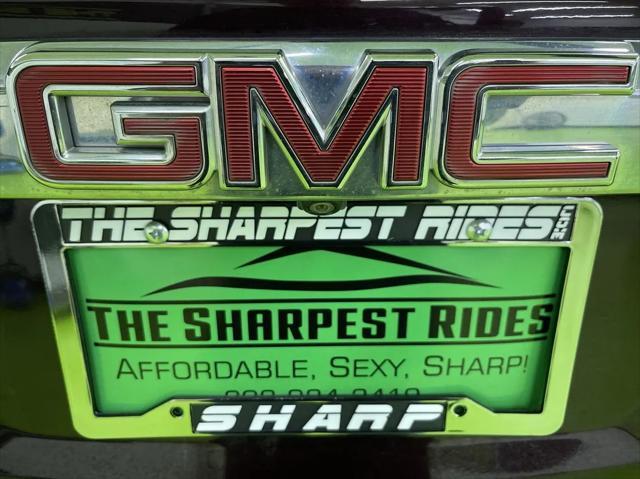 GMC
THE SHARPEST RIDES.COM
THE SHARPEST RIDES
AFFORDABLE, SEXY, SHARP!
SHARP